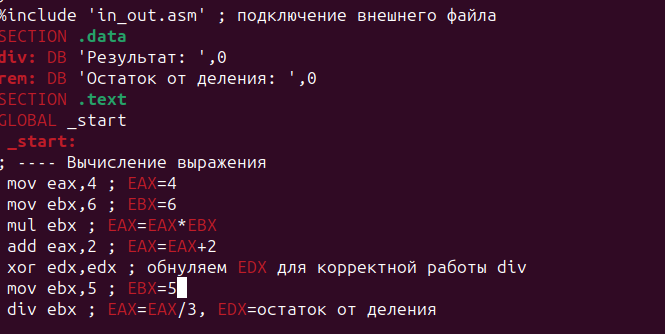 %include 'in_out.asm' ; подключение внешнего файла
SECTION .data
div: DB 'Результат: ',0
rem: DB 'Остаток от деления: ',0
SECTION .text
GLOBAL _start
_start:
; ---- Вычисление выражения
mov eax,4 ; EAX=4
mov ebx,6 ; EBX=6
mul ebx ; EAX=EAX*EBX
add eax,2 ; EAX=EAX+2
xor edx,edx ; обнуляем EDX для корректной работы div
mov ebx,5 ; EBX=5
div ebx ; EAX=EAX/3, EDX=остаток от деления